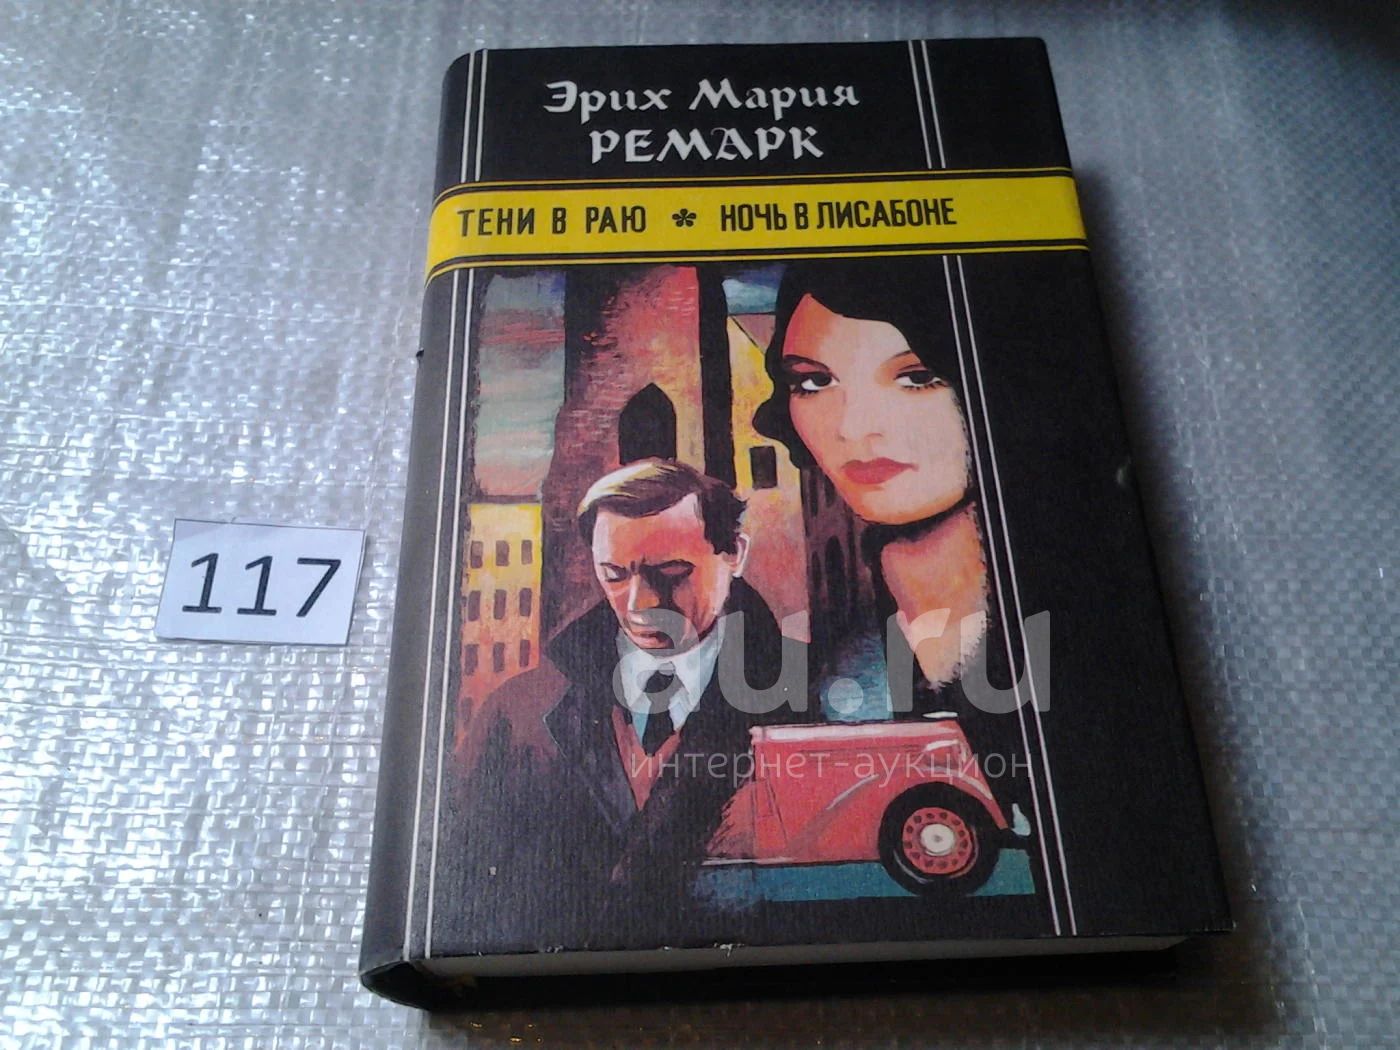 Эрих Мария
РЕМАРК
ТЕНИ В РАЮ * НОЧЬ В ЛИСАБОНЕ
117
au.ru
интернет-аукцион